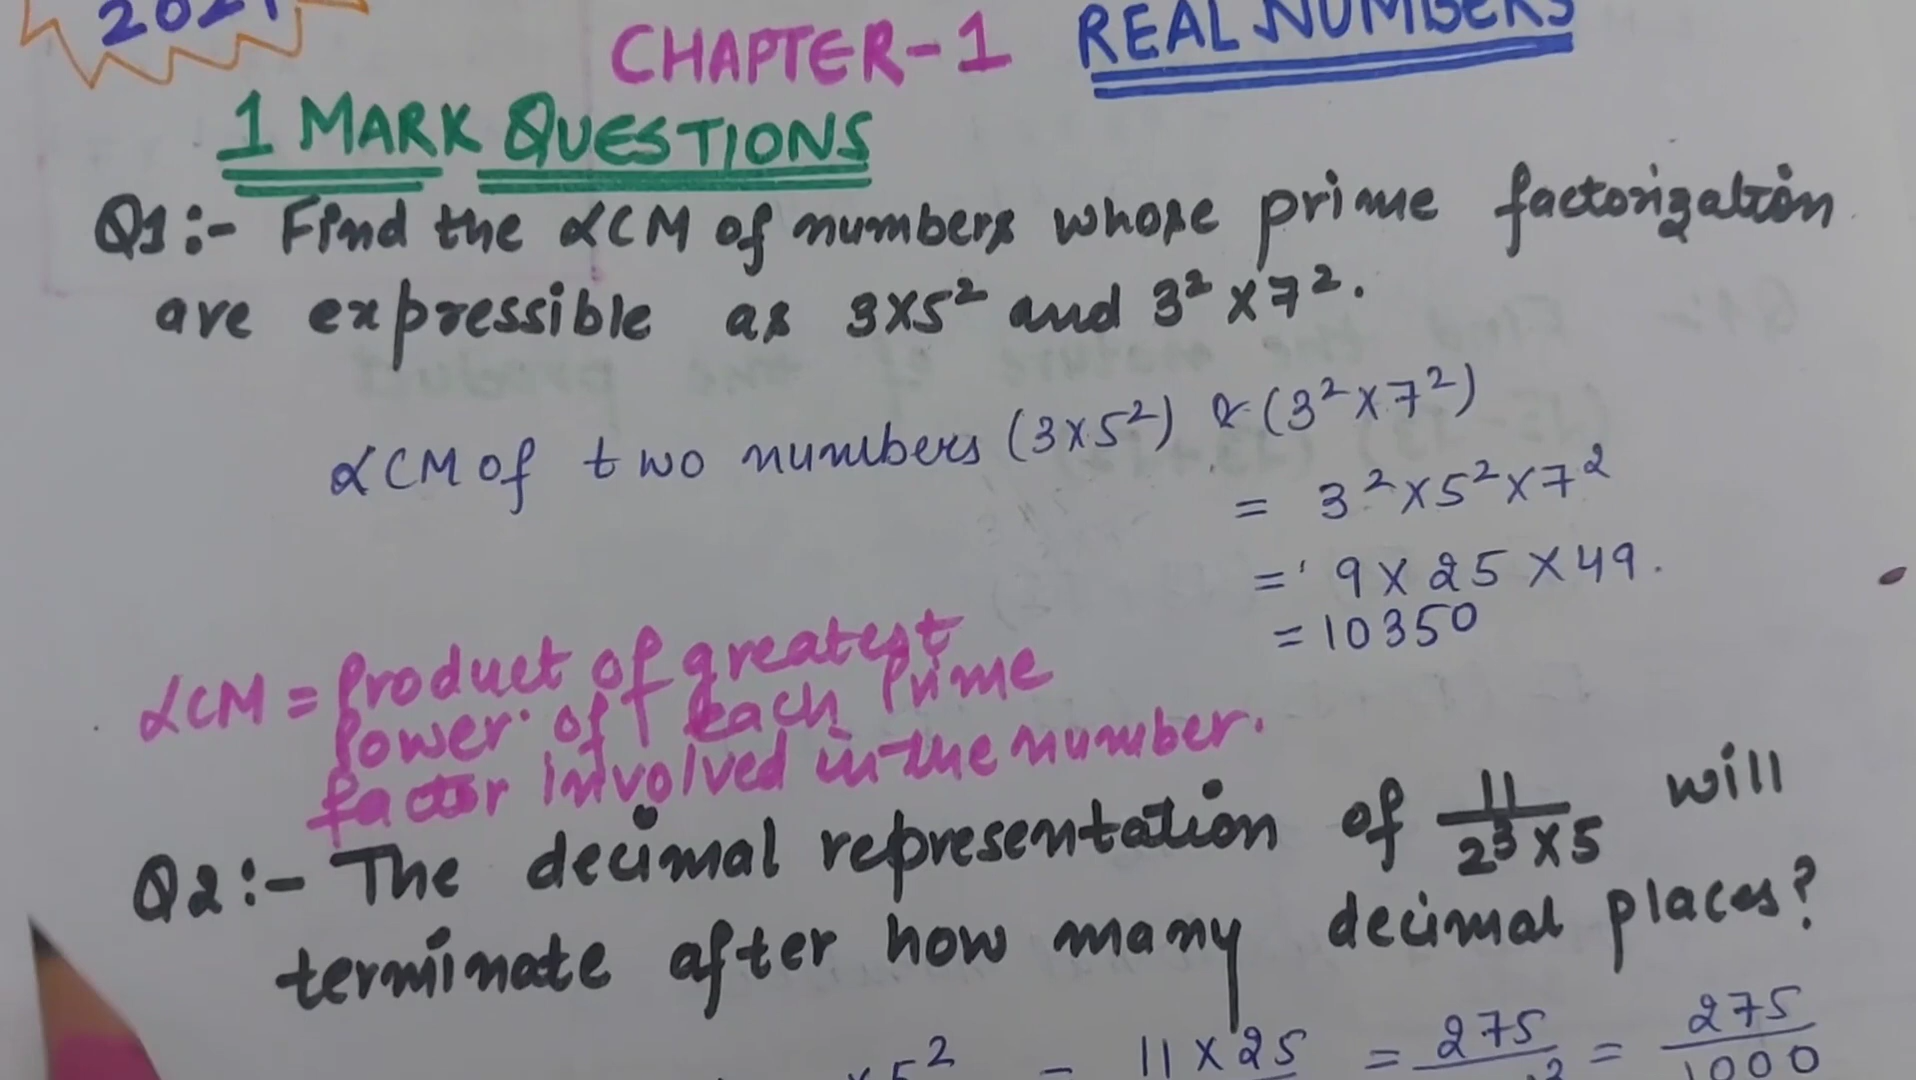 2021
CHAPTER-1 REAL NUMBERS
1 MARK QUESTIONS
Q1:- Find the LCM of numbers whose prime factorization
are expressible as 3×5² and 3²×7².
LCM of two numbers (3×5²) & (3²×7²)
= 3²×5²×7²
= 9×25×49.
= 10350
LCM = Product of greatest
Power of each Prime
factor involved in the number.
Q2:- The decimal representation of 11/2³×5 will
terminate after how many decimal places?
×5² = 11×25 = 275 = 275/1000